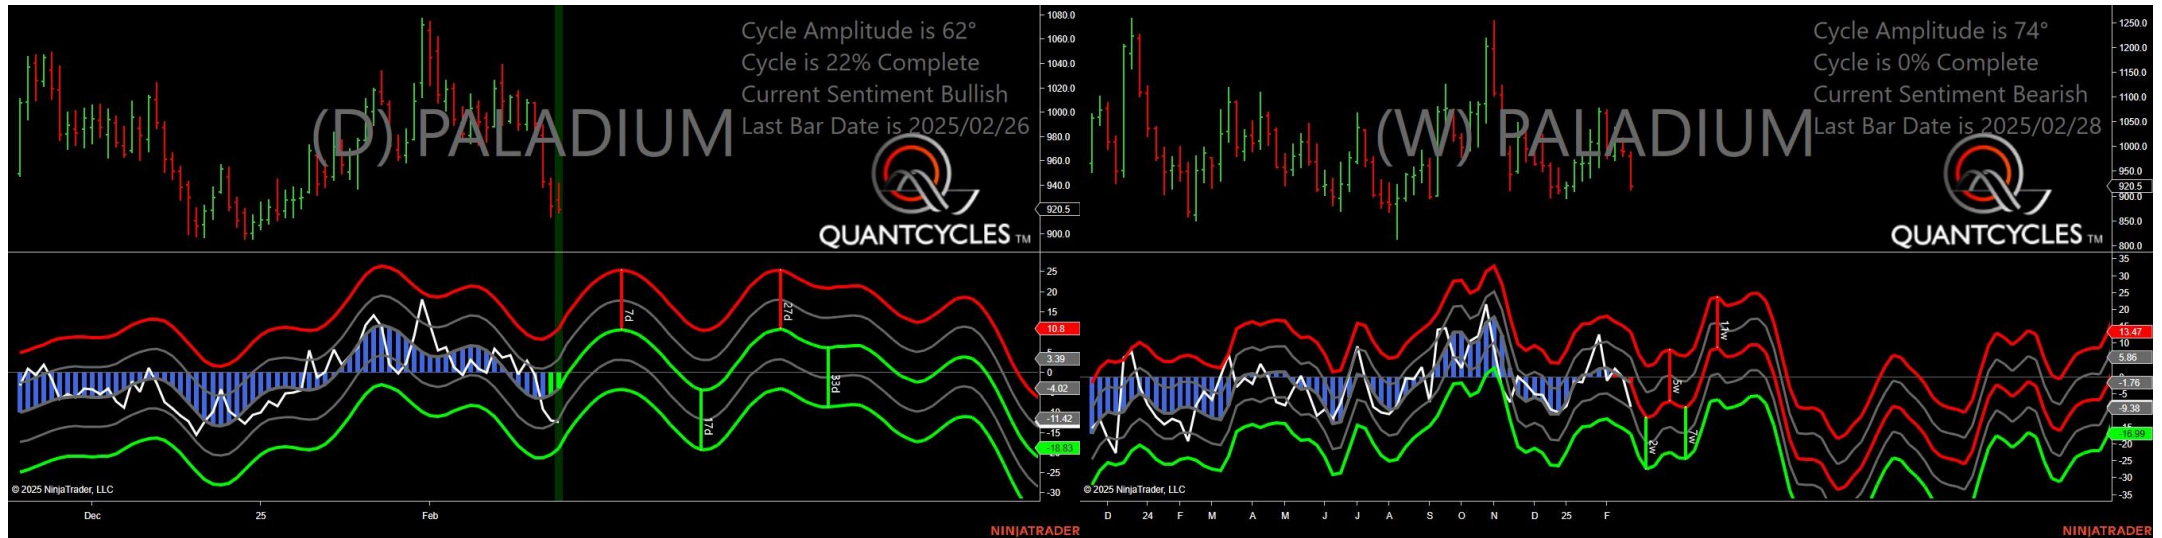 Cycle Amplitude is 62°
Cycle is 22% Complete
Current Sentiment Bullish
Last Bar Date is 2025/02/26
(D) PALADIUM
QUANTCYCLES TM
1080.0
1060.0
1040.0
1020.0
1000.0
980.0
960.0
940.0
920.5
900.0
25
20
15
10.8
5
3.39
0
-4.02
-11.42
-15
-18.83
-25
-30
7d
17d
27d
33d
© 2025 NinjaTrader, LLC
Dec
25
Feb
NINJATRADER
Cycle Amplitude is 74°
Cycle is 0% Complete
Current Sentiment Bearish
Last Bar Date is 2025/02/28
(W) PALADIUM
QUANTCYCLES TM
1250.0
1200.0
1150.0
1100.0
1050.0
1000.0
950.0
920.5
900.0
850.0
800.0
35
30
25
20
13.47
10
5.86
-1.76
-5
-9.38
-16.99
-20
-25
-30
-35
2w
5w
7w
11w
© 2025 NinjaTrader, LLC
D
24
F
M
A
M
J
J
A
S
O
N
D
25
F
NINJATRADER